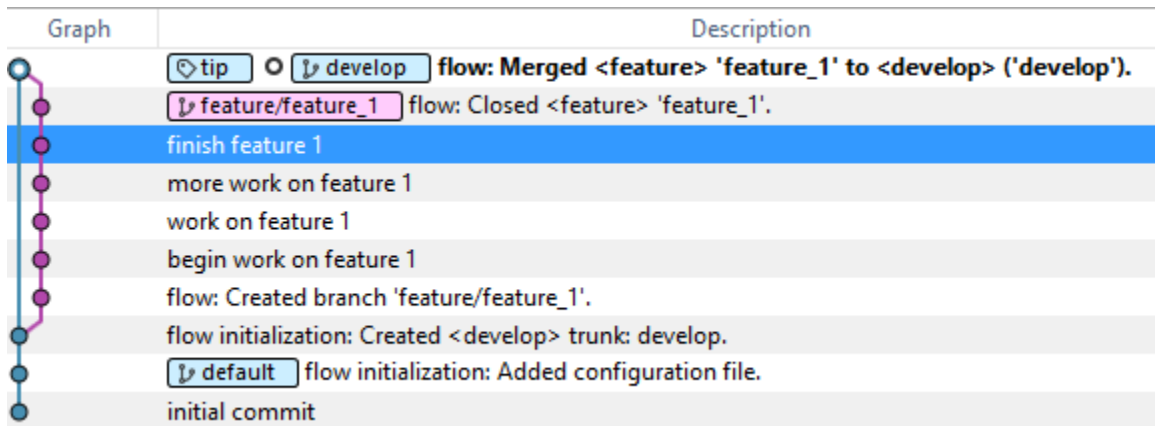 Graph Description
tip develop flow: Merged <feature> 'feature_1' to <develop> ('develop').
feature/feature_1 flow: Closed <feature> 'feature_1'.
finish feature 1
more work on feature 1
work on feature 1
begin work on feature 1
flow: Created branch 'feature/feature_1'.
flow initialization: Created <develop> trunk: develop.
default flow initialization: Added configuration file.
initial commit